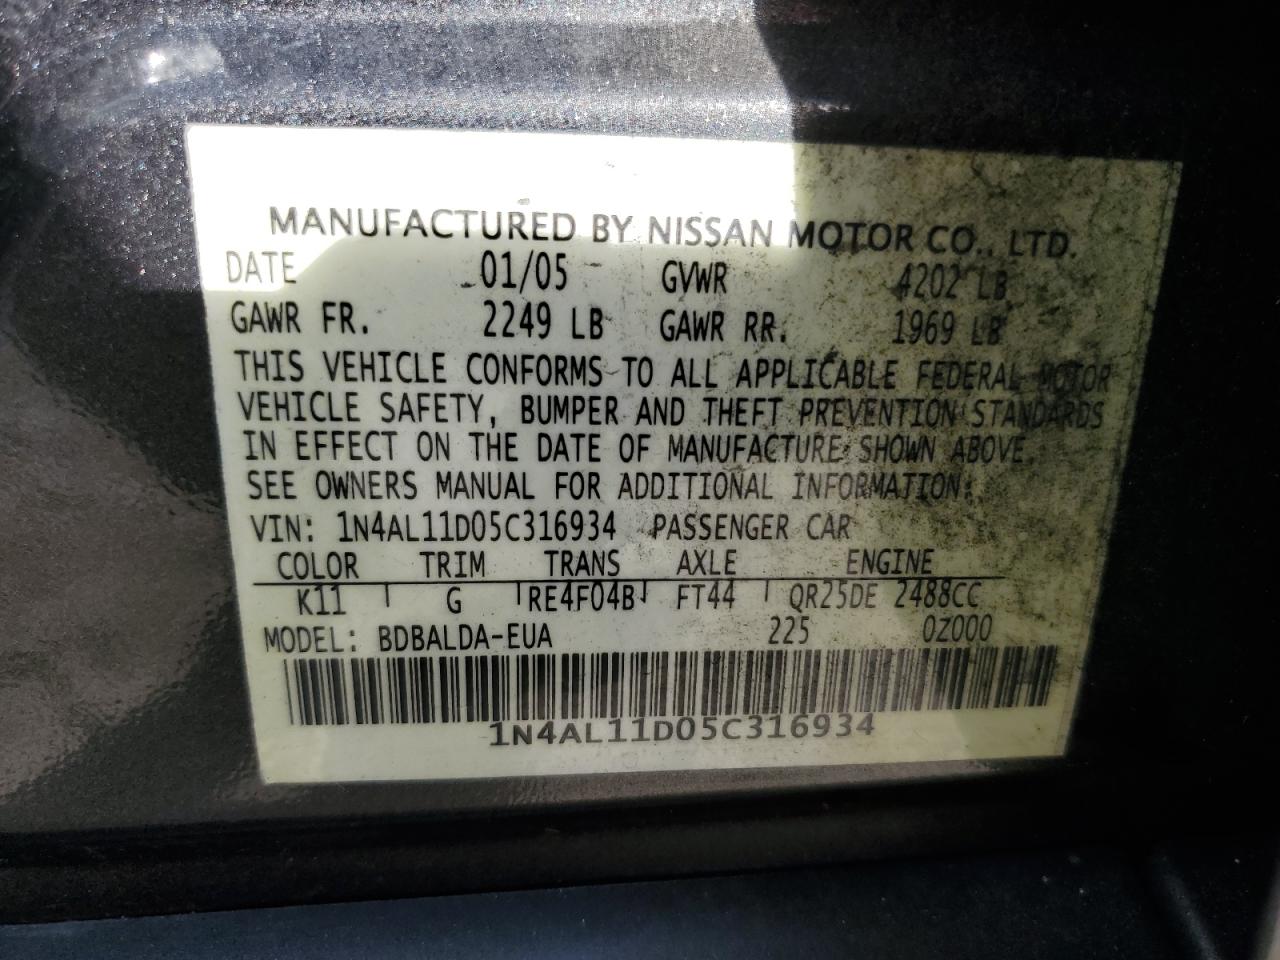 MANUFACTURED BY NISSAN MOTOR CO., LTD.
DATE 01/05 GVWR 4202 LB
GAWR FR. 2249 LB GAWR RR. 1969 LB
THIS VEHICLE CONFORMS TO ALL APPLICABLE FEDERAL MOTOR
VEHICLE SAFETY, BUMPER AND THEFT PREVENTION STANDARDS
IN EFFECT ON THE DATE OF MANUFACTURE SHOWN ABOVE.
SEE OWNERS MANUAL FOR ADDITIONAL INFORMATION.
VIN: 1N4AL11D05C316934 PASSENGER CAR
COLOR TRIM TRANS AXLE ENGINE
K11 G RE4F04B FT44 QR25DE 2488CC
MODEL: BDBALDA-EUA 225 0Z000
1N4AL11D05C316934